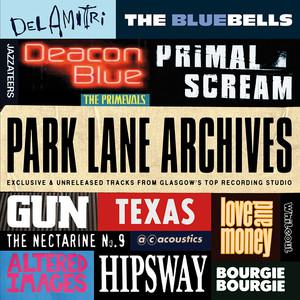 DEL AMITRI
THE BLUEBELLS
JAZZATEERS
Deacon
Blue
PRIMAL
SCREAM
THE PRIMEVALS
PARK LANE ARCHIVES
EXCLUSIVE & UNRELEASED TRACKS FROM GLASGOW'S TOP RECORDING STUDIO
GUN
TEXAS
love and
money
Whiteout
THE NECTARINE No.9
a c acoustics
ALTERED
IMAGES
HIPSWAY
BOURGIE
BOURGIE